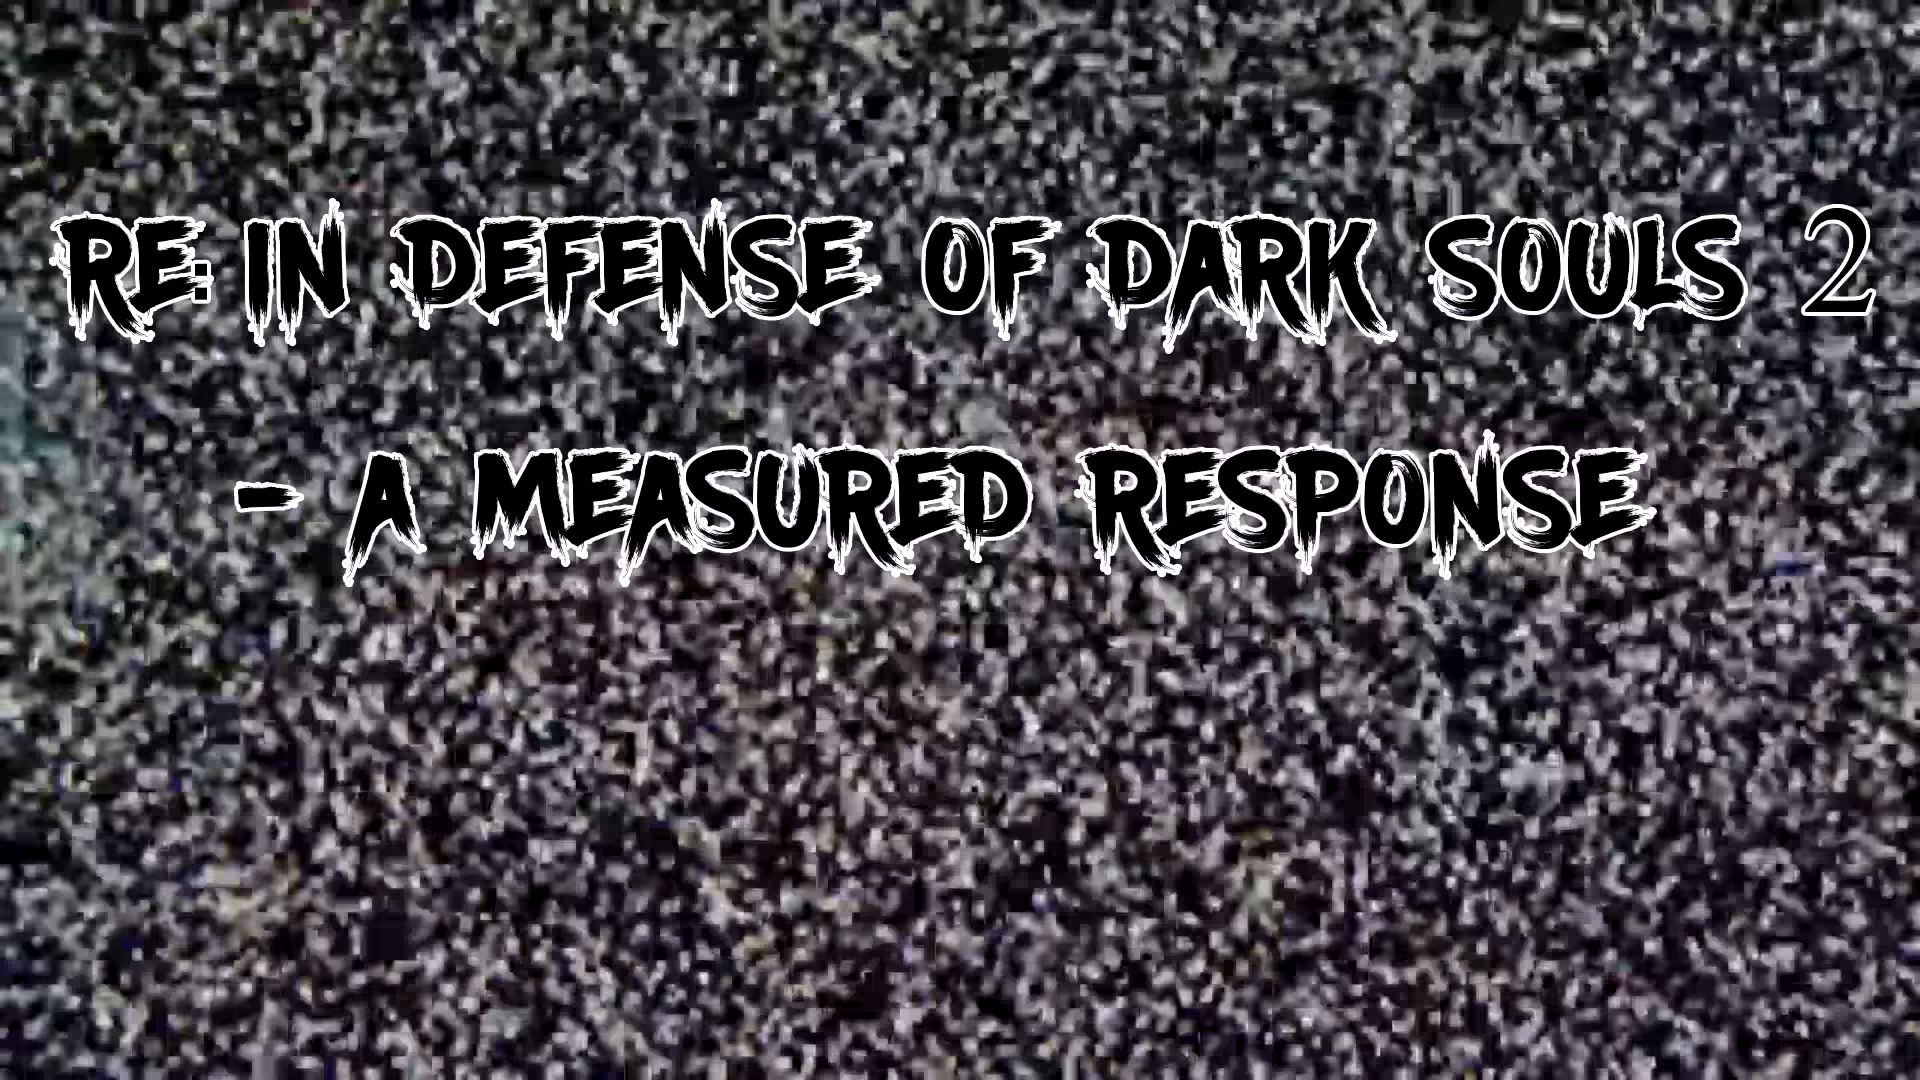 RE: IN DEFENSE OF DARK SOULS 2
- A MEASURED RESPONSE